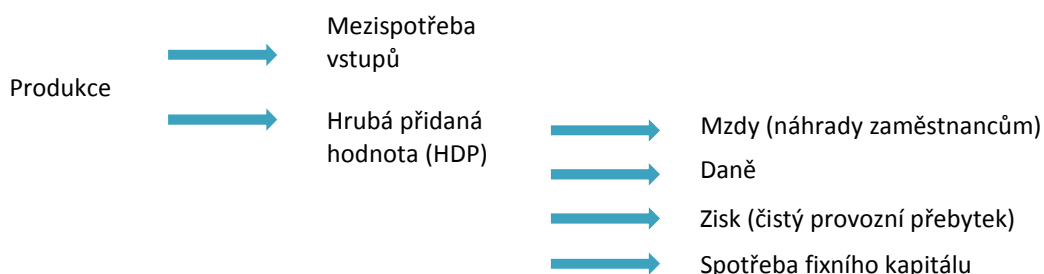 Mezispotřeba
vstupů
Produkce
Hrubá přidaná
hodnota (HDP)
Mzdy (náhrady zaměstnancům)
Daně
Zisk (čistý provozní přebytek)
Spotřeba fixního kapitálu